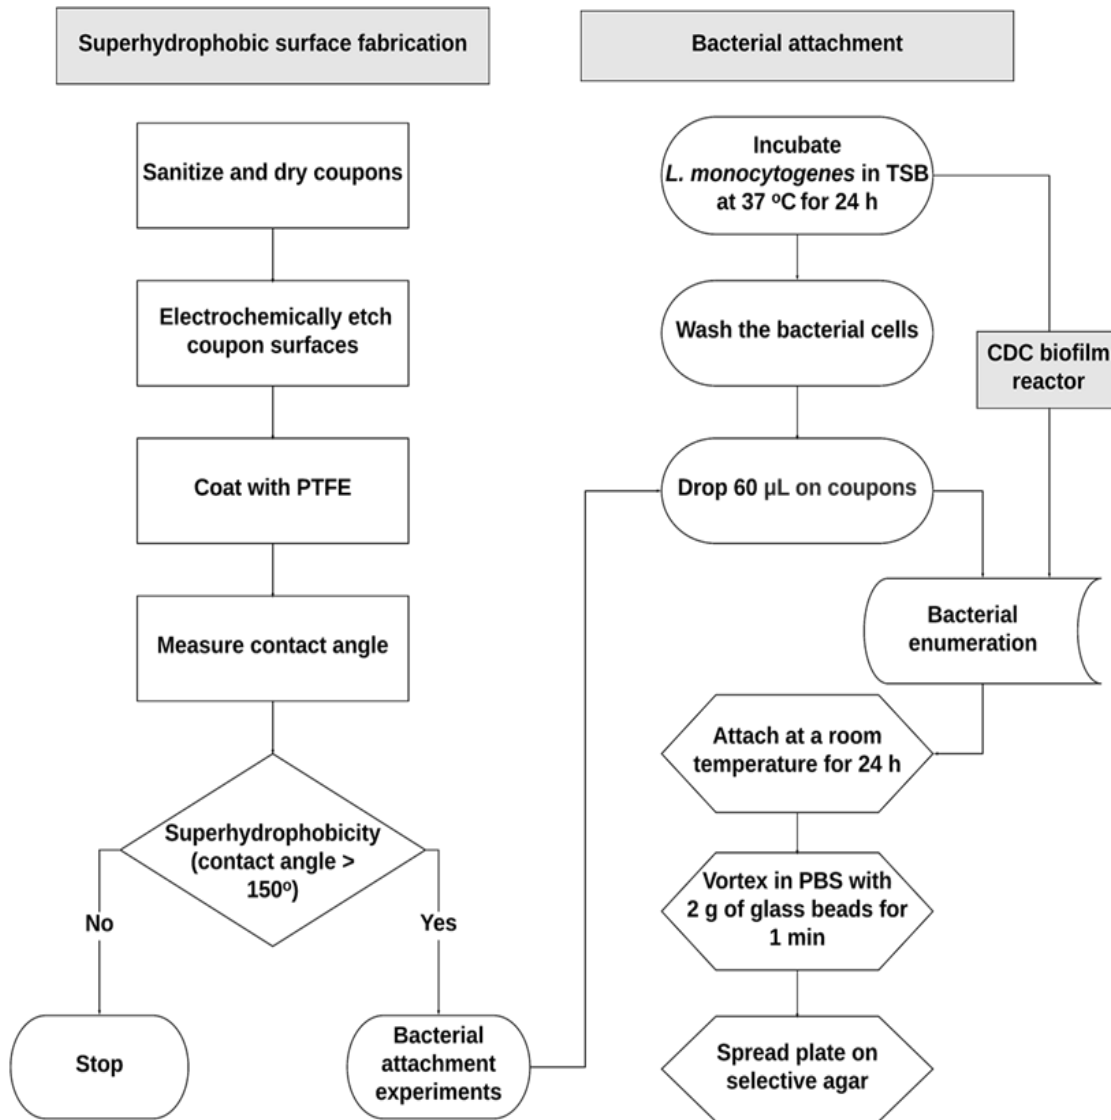 Superhydrophobic surface fabrication
Sanitize and dry coupons
Electrochemically etch
coupon surfaces
Coat with PTFE
Measure contact angle
Superhydrophobicity
(contact angle >
150º)
No
Yes
Stop
Bacterial
attachment
experiments
Bacterial attachment
Incubate
L. monocytogenes in TSB
at 37 ºC for 24 h
Wash the bacterial cells
CDC biofilm
reactor
Drop 60 µL on coupons
Bacterial
enumeration
Attach at a room
temperature for 24 h
Vortex in PBS with
2 g of glass beads for
1 min
Spread plate on
selective agar